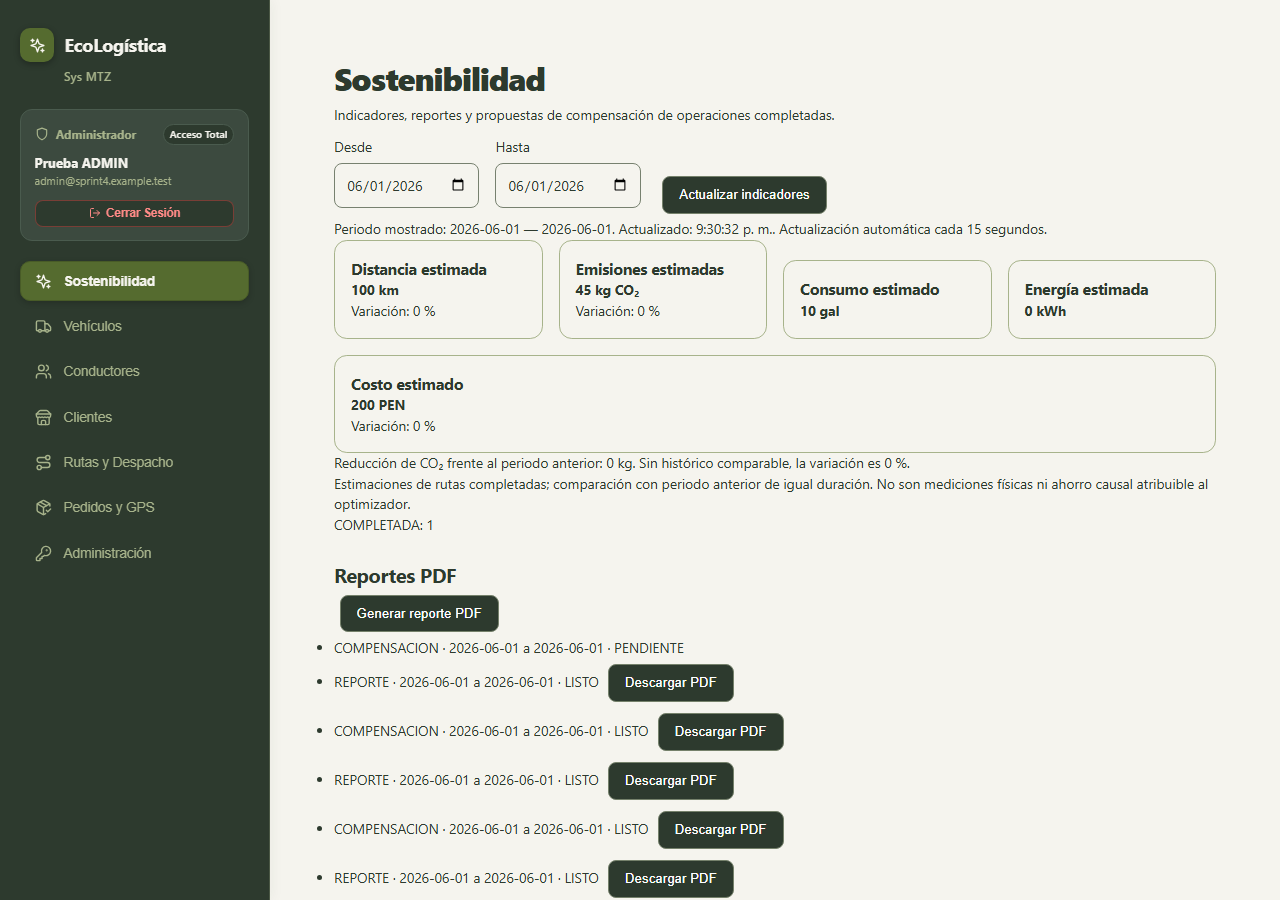 EcoLogística
Sys MTZ
Administrador
Acceso Total
Prueba ADMIN
admin@sprint4.example.test
Cerrar Sesión
Sostenibilidad
Vehículos
Conductores
Clientes
Rutas y Despacho
Pedidos y GPS
Administración
Sostenibilidad
Indicadores, reportes y propuestas de compensación de operaciones completadas.
Desde
Hasta
06/01/2026
06/01/2026
Actualizar indicadores
Periodo mostrado: 2026-06-01 — 2026-06-01. Actualizado: 9:30:32 p. m.. Actualización automática cada 15 segundos.
Distancia estimada
100 km
Variación: 0 %
Emisiones estimadas
45 kg CO₂
Variación: 0 %
Consumo estimado
10 gal
Energía estimada
0 kWh
Costo estimado
200 PEN
Variación: 0 %
Reducción de CO₂ frente al periodo anterior: 0 kg. Sin histórico comparable, la variación es 0 %.
Estimaciones de rutas completadas; comparación con periodo anterior de igual duración. No son mediciones físicas ni ahorro causal atribuible al
optimizador.
COMPLETADA: 1
Reportes PDF
Generar reporte PDF
COMPENSACION · 2026-06-01 a 2026-06-01 · PENDIENTE
REPORTE · 2026-06-01 a 2026-06-01 · LISTO Descargar PDF
COMPENSACION · 2026-06-01 a 2026-06-01 · LISTO Descargar PDF
REPORTE · 2026-06-01 a 2026-06-01 · LISTO Descargar PDF
COMPENSACION · 2026-06-01 a 2026-06-01 · LISTO Descargar PDF
REPORTE · 2026-06-01 a 2026-06-01 · LISTO Descargar PDF